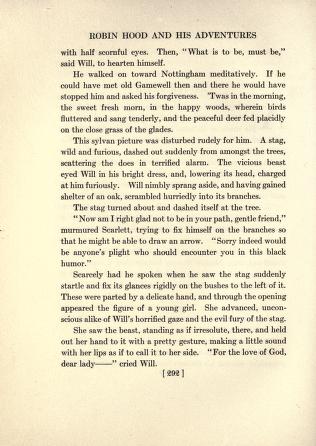 ROBIN HOOD AND HIS ADVENTURES
with half scornful eyes. Then, "What is to be, must be,"
said Will, to hearten himself.
He walked on toward Nottingham meditatively. If he
could have met old Gamewell then and there he would have
stopped him and asked his forgiveness. 'Twas in the morning,
the sweet fresh morn, in the happy woods, wherein birds
fluttered and sang tenderly, and the peaceful deer fed placidly
on the close grass of the glades.
This sylvan picture was disturbed rudely for him. A stag,
wild and furious, dashed out suddenly from amongst the trees,
scattering the does in terrified alarm. The vicious beast
eyed Will in his bright dress, and, lowering its head, charged
at him furiously. Will nimbly sprang aside, and having gained
shelter of an oak, scrambled hurriedly into its branches.
The stag turned about and dashed itself at the tree.
"Now am I right glad not to be in your path, gentle friend,"
murmured Scarlett, trying to fix himself on the branches so
that he might be able to draw an arrow. "Sorry indeed would
be anyone's plight who should encounter you in this black
humor."
Scarcely had he spoken when he saw the stag suddenly
startle and fix its glances rigidly on the bushes to the left of it.
These were parted by a delicate hand, and through the opening
appeared the figure of a young girl. She advanced, uncon-
scious alike of Will's horrified gaze and the evil fury of the stag.
She saw the beast, standing as if irresolute, there, and held
out her hand to it with a pretty gesture, making a little sound
with her lips as if to call it to her side. "For the love of God,
dear lady——" cried Will.
[ 292 ]